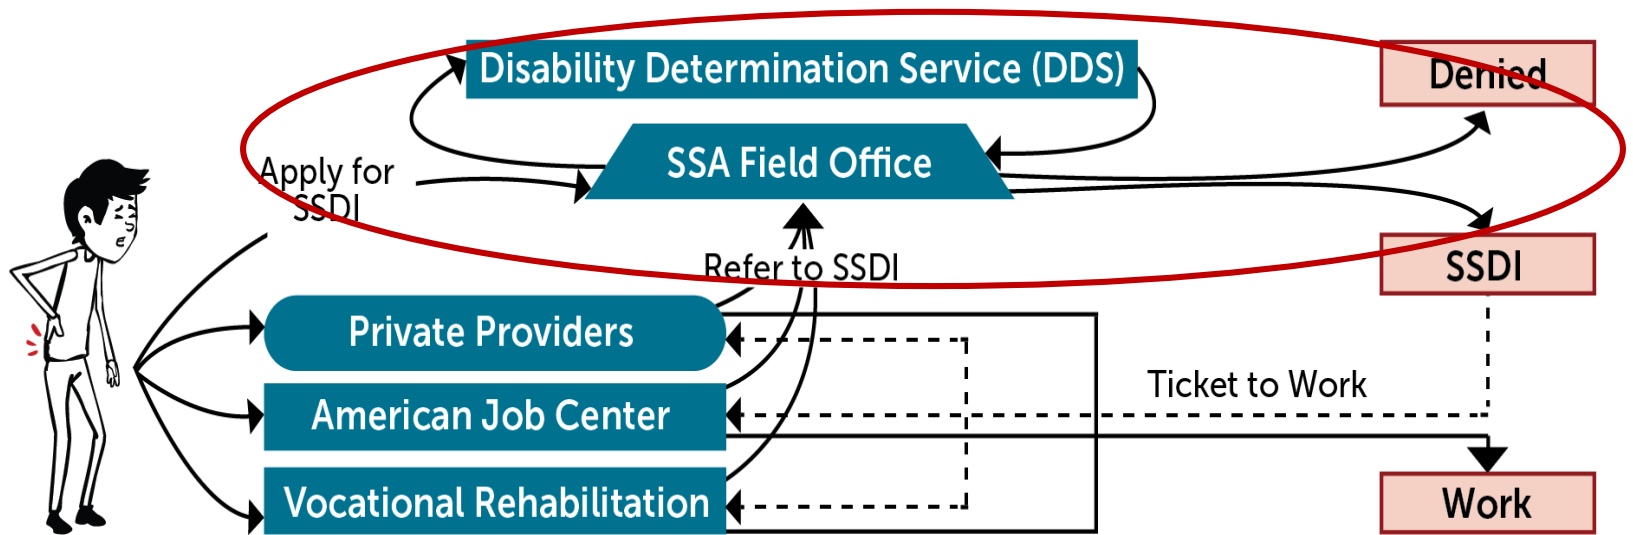 Disability Determination Service (DDS)
Denied
SSA Field Office
Apply for
SSDI
Refer to SSDI
SSDI
Private Providers
Ticket to Work
American Job Center
Vocational Rehabilitation
Work